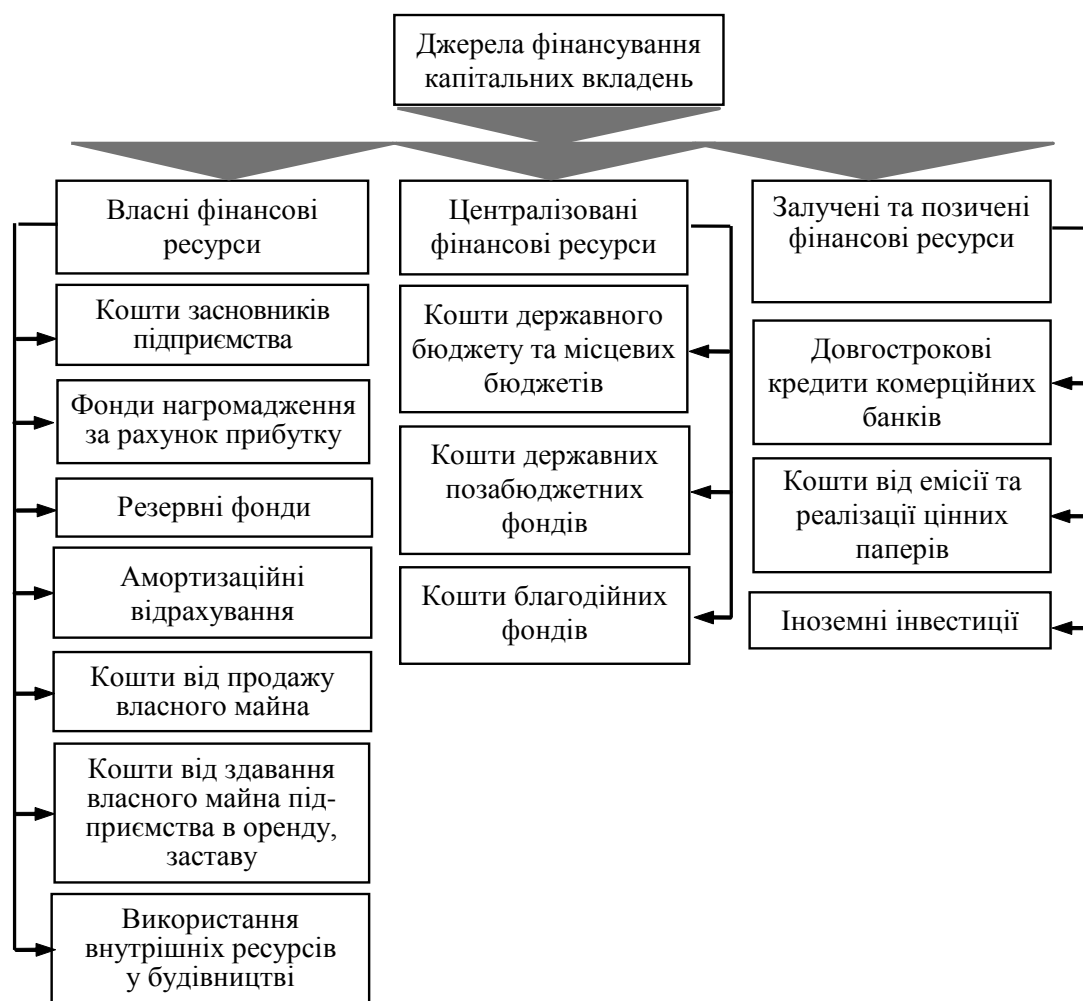 Джерела фінансування
капітальних вкладень
Власні фінансові
ресурси
Кошти засновників
підприємства
Фонди нагромадження
за рахунок прибутку
Резервні фонди
Амортизаційні
відрахування
Кошти від продажу
власного майна
Кошти від здавання
власного майна під-
приємства в оренду,
заставу
Використання
внутрішніх ресурсів
у будівництві
Централізовані
фінансові ресурси
Кошти державного
бюджету та місцевих
бюджетів
Кошти державних
позабюджетних
фондів
Кошти благодійних
фондів
Залучені та позичені
фінансові ресурси
Довгострокові
кредити комерційних
банків
Кошти від емісії та
реалізації цінних
паперів
Іноземні інвестиції